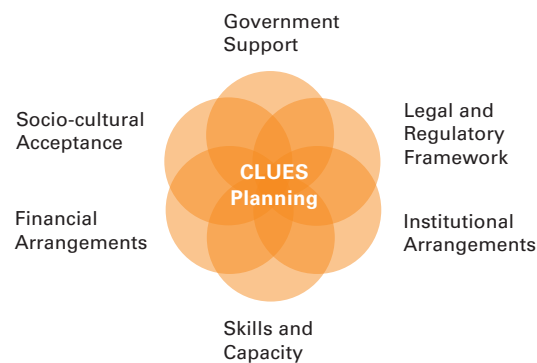 Government
Support
Socio-cultural
Acceptance
Legal and
Regulatory
Framework
CLUES
Planning
Financial
Arrangements
Institutional
Arrangements
Skills and
Capacity